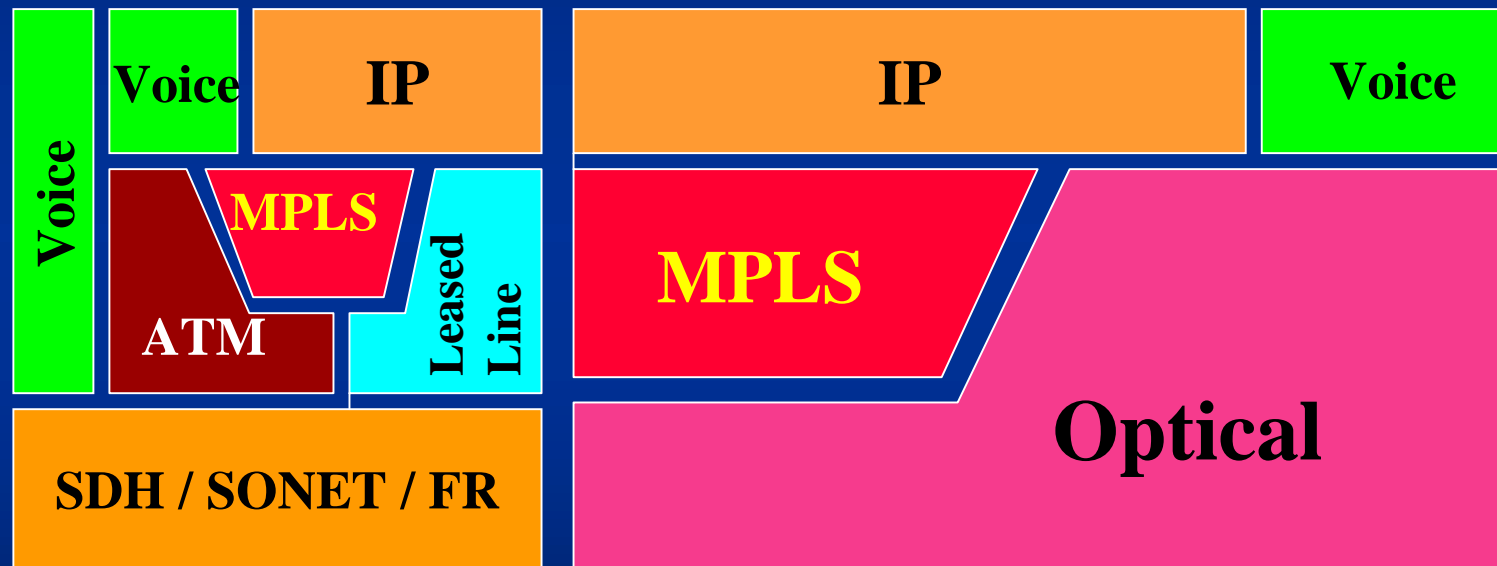 Voice
Voice
IP
MPLS
ATM
Leased
Line
SDH / SONET / FR
IP
Voice
MPLS
Optical